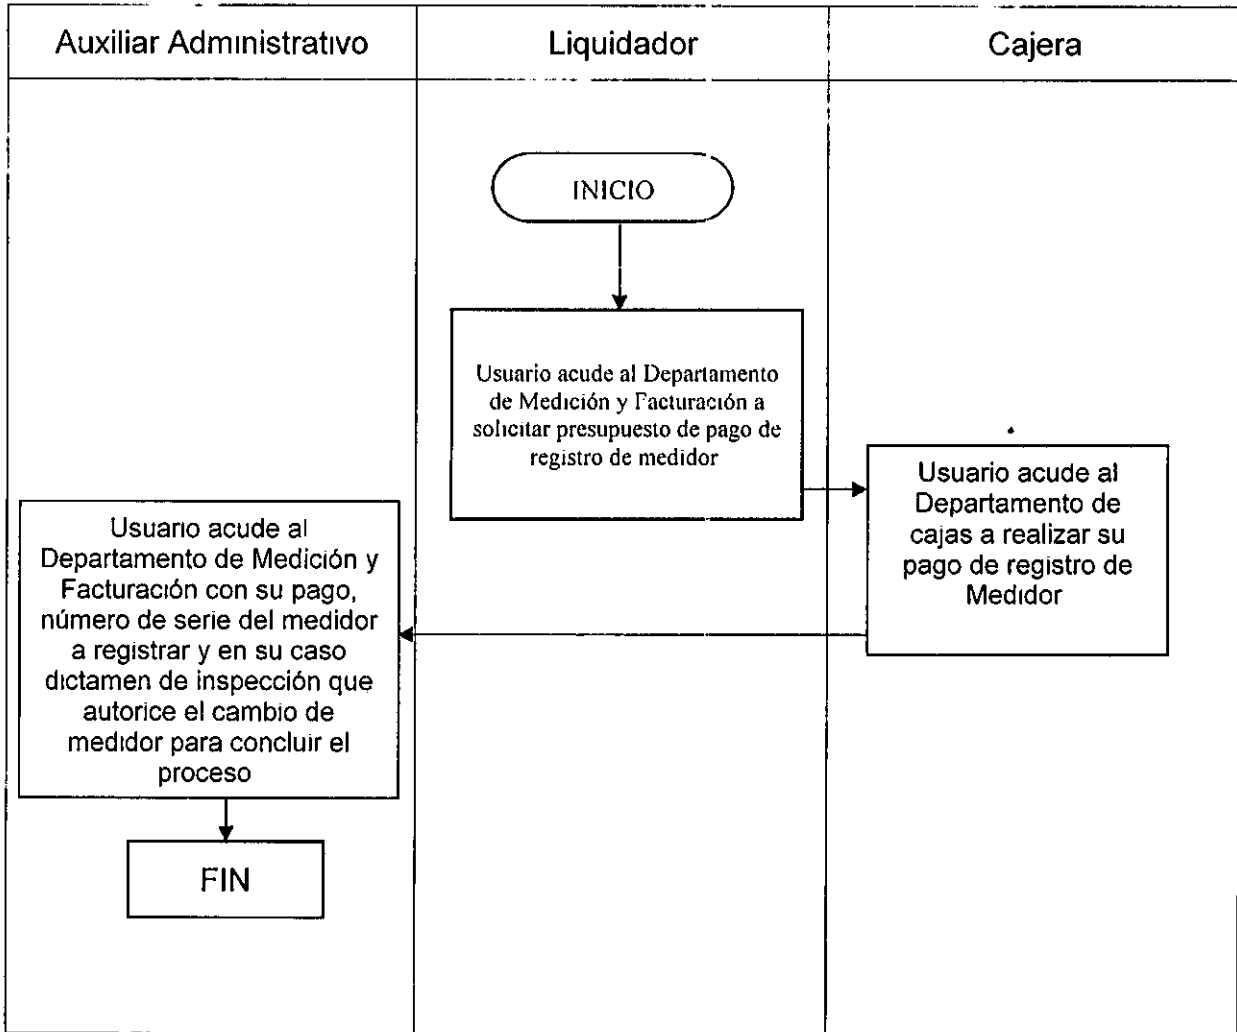 Auxiliar Administrativo
Liquidador
Cajera
INICIO
Usuario acude al Departamento
de Medición y Facturación a
solicitar presupuesto de pago de
registro de medidor
Usuario acude al
Departamento de
cajas a realizar su
pago de registro de
Medidor
Usuario acude al
Departamento de Medición y
Facturación con su pago,
número de serie del medidor
a registrar y en su caso
dictamen de inspección que
autorice el cambio de
medidor para concluir el
proceso
FIN